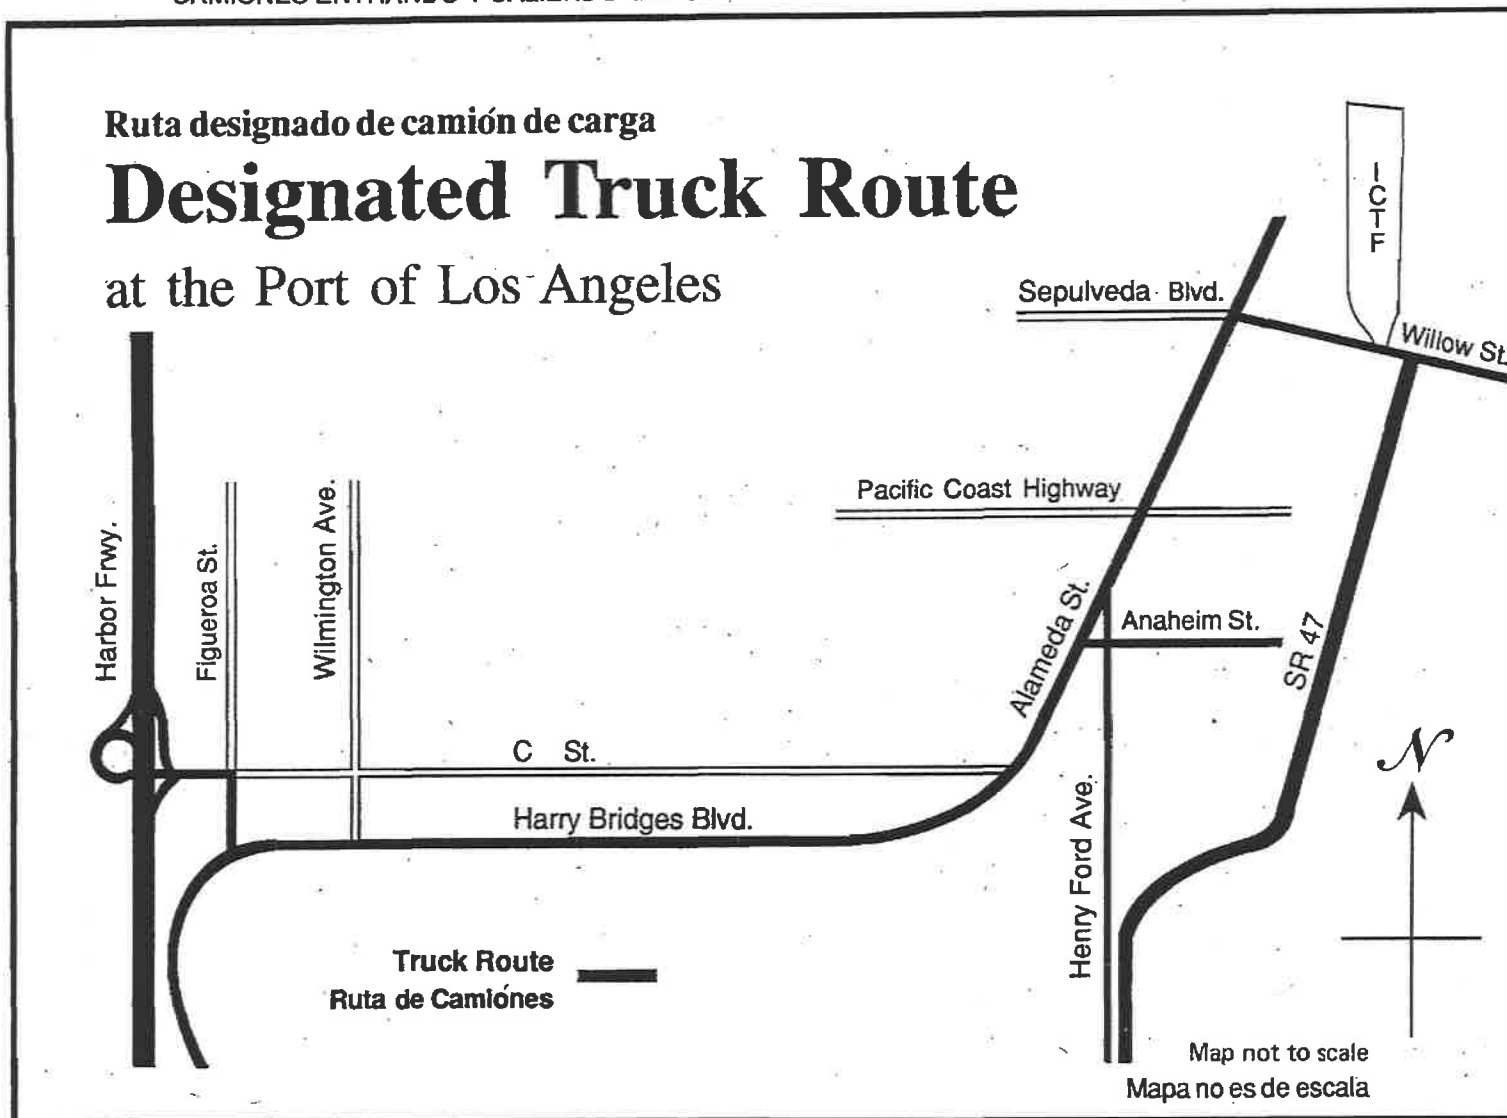 CAMIONES ENTRANDO Y
Ruta designado de camión de carga
Designated Truck Route
at the Port of Los Angeles
I
C
T
F
Sepulveda Blvd.
Willow St.
Pacific Coast Highway
Harbor Frwy.
Figueroa St.
Wilmington Ave.
Alameda St.
Anaheim St.
SR 47
N
C St.
Harry Bridges Blvd.
Henry Ford Ave.
Truck Route
Ruta de Camiónes
Map not to scale
Mapa no es de escala